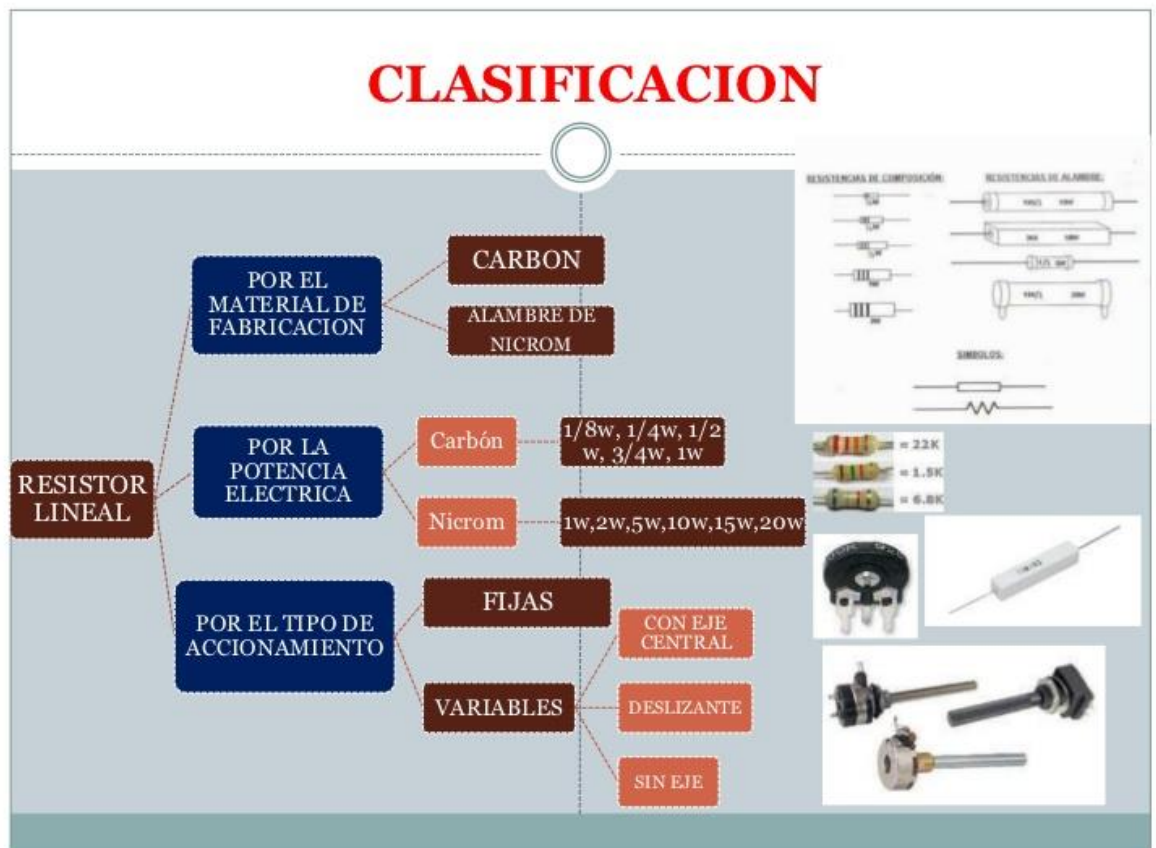 CLASIFICACION
RESISTENCIAS DE COMPOSICIÓN:
RESISTENCIAS DE ALAMBRE:
SIMBOLOS:
RESISTOR
LINEAL
POR EL
MATERIAL DE
FABRICACION
CARBON
ALAMBRE DE
NICROM
POR LA
POTENCIA
ELECTRICA
Carbón
1/8w, 1/4w, 1/2
w, 3/4w, 1w
Nicrom
1w,2w,5w,10w,15w,20w
POR EL TIPO DE
ACCIONAMIENTO
FIJAS
VARIABLES
CON EJE
CENTRAL
DESLIZANTE
SIN EJE
= 22K
= 1.5K
= 6.8K